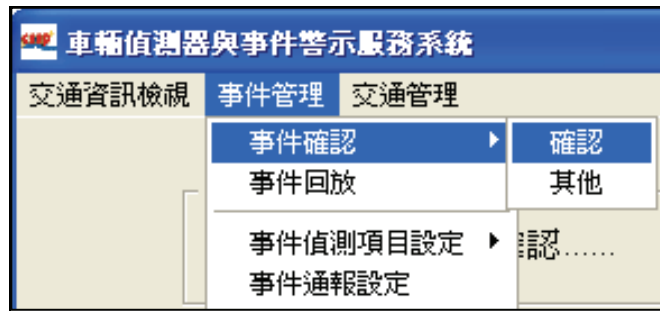 車輛偵測器與事件警示服務系統
交通資訊檢視 事件管理 交通管理
事件確認 確認
事件回放 其他
事件偵測項目設定 認......
事件通報設定